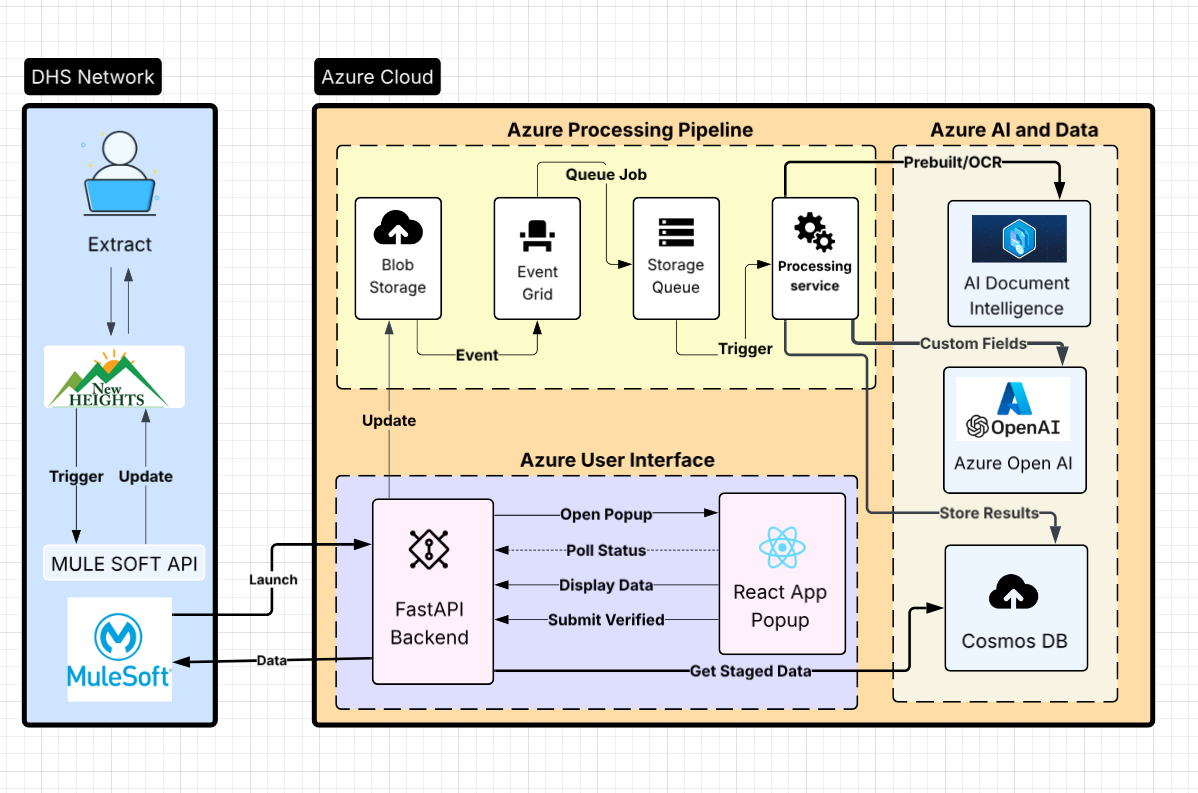 DHS Network
Azure Cloud
Extract
New
HEIGHTS
Trigger
Update
MULE SOFT API
MuleSoft
Launch
Data
Azure Processing Pipeline
Queue Job
Blob
Storage
Event
Grid
Storage
Queue
Processing
service
Event
Trigger
Update
Azure AI and Data
Prebuilt/OCR
AI Document
Intelligence
Custom Fields
OpenAI
Azure Open AI
Store Results
Cosmos DB
Azure User Interface
FastAPI
Backend
Open Popup
Poll Status
Display Data
Submit Verified
React App
Popup
Get Staged Data